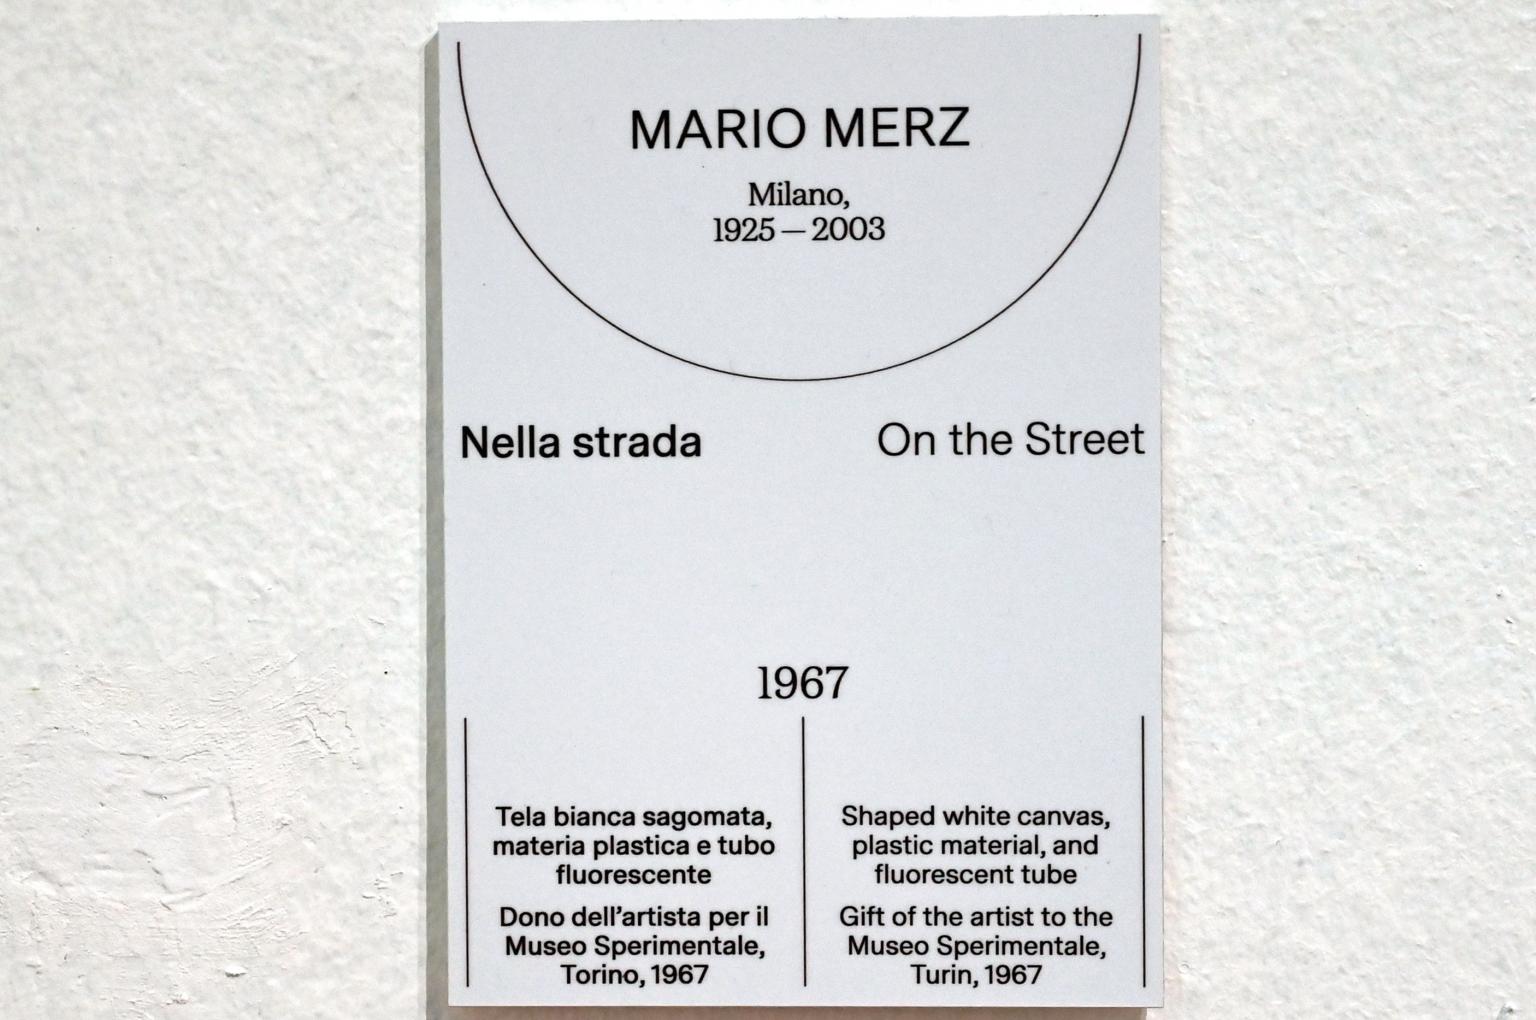 MARIO MERZ
Milano,
1925 — 2003
Nella strada
On the Street
1967
Tela bianca sagomata,
materia plastica e tubo
fluorescente
Dono dell’artista per il
Museo Sperimentale,
Torino, 1967
Shaped white canvas,
plastic material, and
fluorescent tube
Gift of the artist to the
Museo Sperimentale,
Turin, 1967